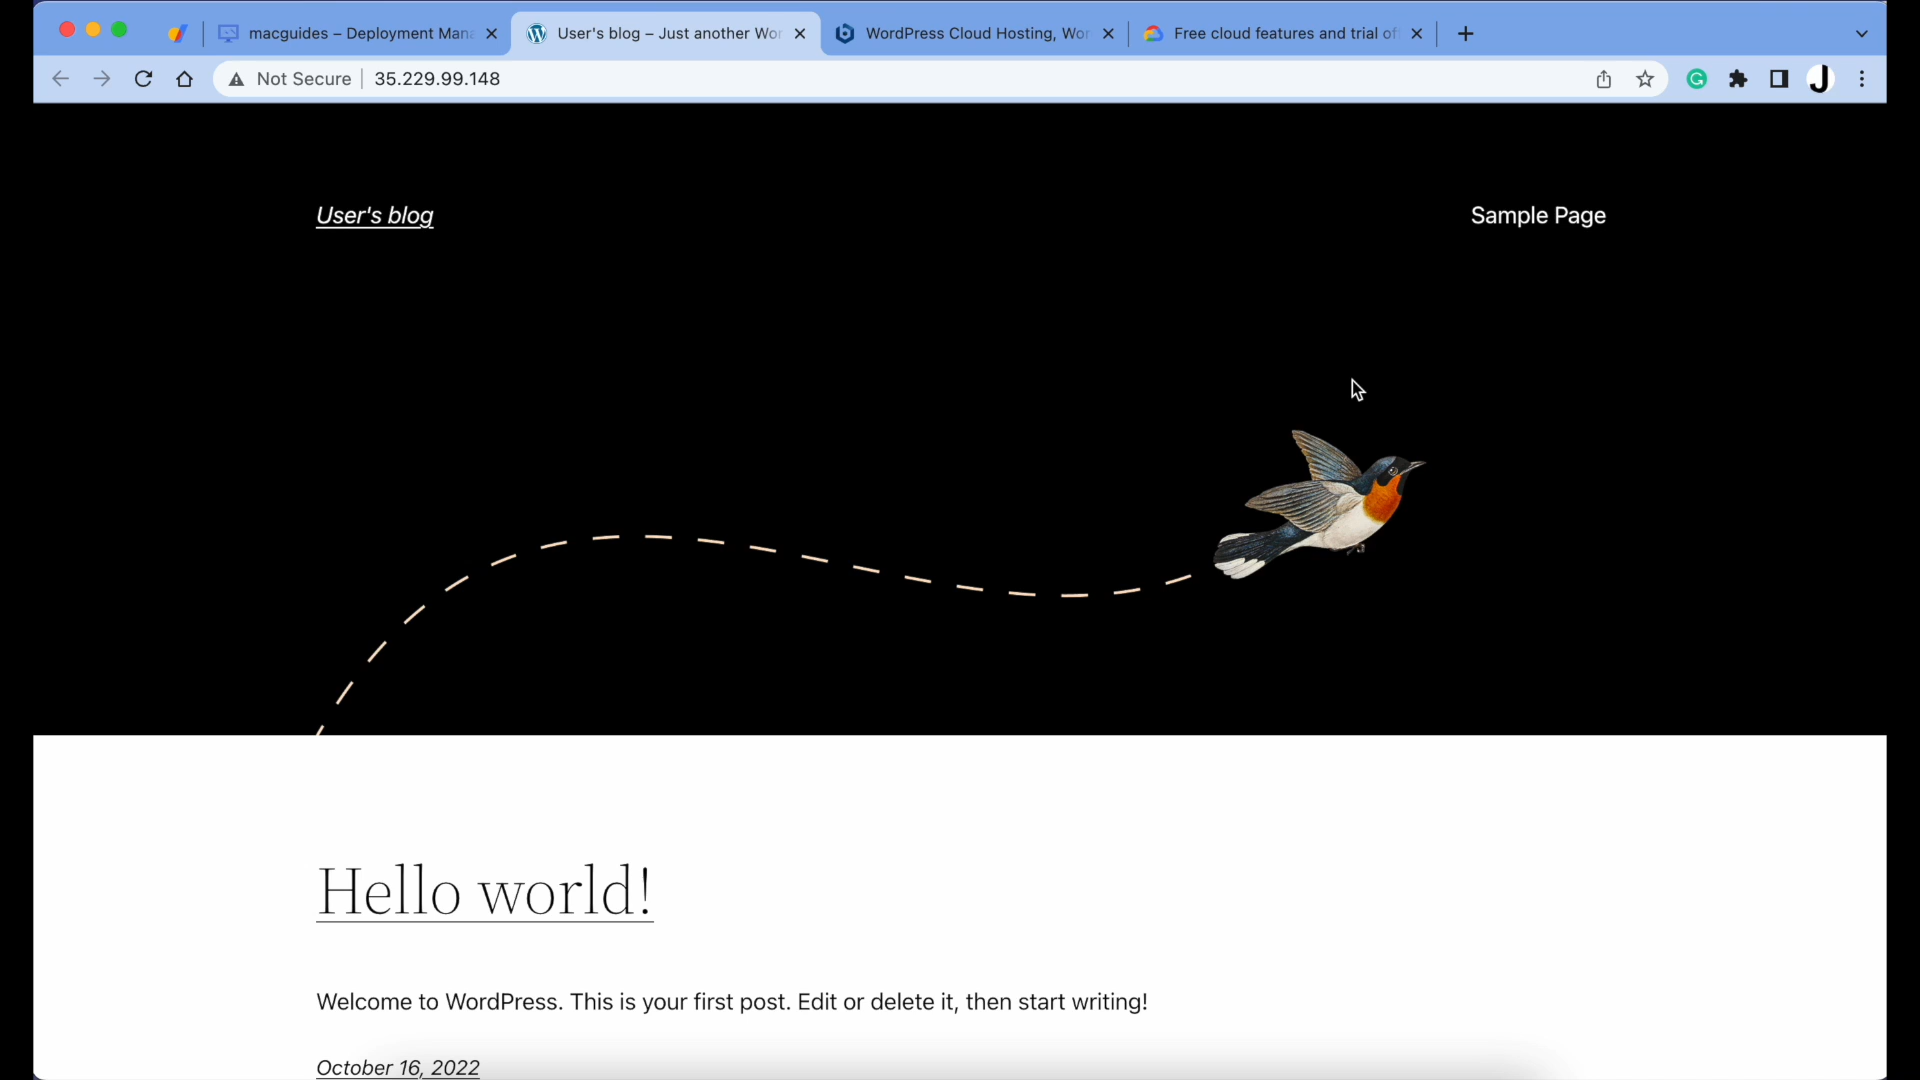 macguides – Deployment Man
User's blog – Just another Wor
WordPress Cloud Hosting, Wor
Free cloud features and trial of
Not Secure
35.229.99.148
User's blog
Sample Page
Hello world!
Welcome to WordPress. This is your first post. Edit or delete it, then start writing!
October 16, 2022